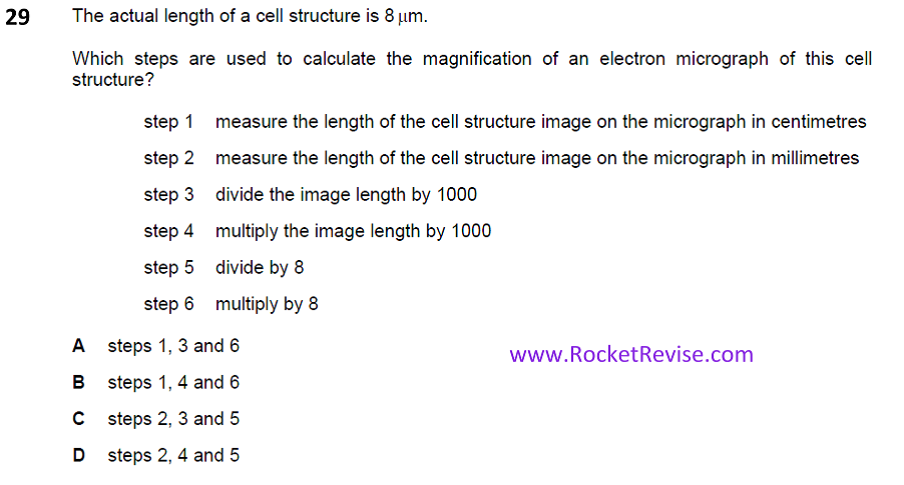 29 The actual length of a cell structure is 8 μm.
Which steps are used to calculate the magnification of an electron micrograph of this cell
structure?
step 1 measure the length of the cell structure image on the micrograph in centimetres
step 2 measure the length of the cell structure image on the micrograph in millimetres
step 3 divide the image length by 1000
step 4 multiply the image length by 1000
step 5 divide by 8
step 6 multiply by 8
A steps 1, 3 and 6
www.RocketRevise.com
B steps 1, 4 and 6
C steps 2, 3 and 5
D steps 2, 4 and 5